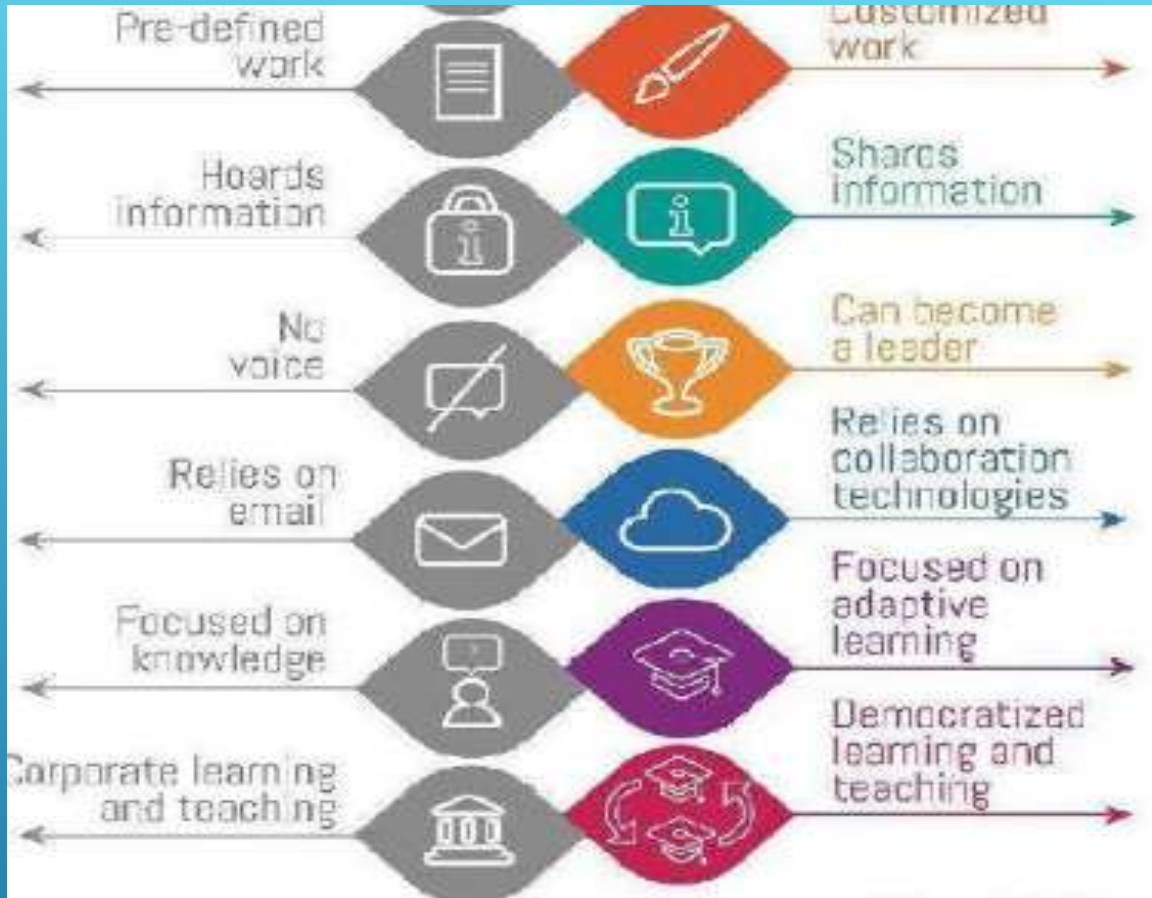 Pre-defined
work
Customized
work
Hoards
information
Shares
information
No
voice
Can become
a leader
Relies on
email
Relies on
collaboration
technologies
Focused on
knowledge
Focused on
adaptive
learning
Corporate learning
and teaching
Democratized
learning and
teaching